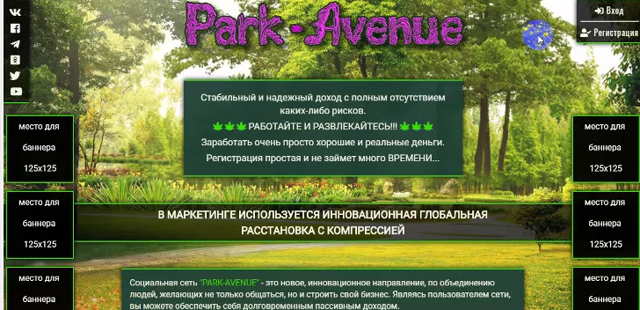 Park-Avenue
Вход
Регистрация
Стабильный и надежный доход с полным отсутствием
каких-либо рисков.
РАБОТАЙТЕ И РАЗВЛЕКАЙТЕСЬ!!!
Заработать очень просто хорошие и реальные деньги.
Регистрация простая и не займет много ВРЕМЕНИ...
место для
баннера
125x125
место для
баннера
125x125
В МАРКЕТИНГЕ ИСПОЛЬЗУЕТСЯ ИННОВАЦИОННАЯ ГЛОБАЛЬНАЯ
РАССТАНОВКА С КОМПРЕССИЕЙ
место для
баннера
125x125
место для
баннера
125x125
место для
баннера
место для
баннера
Социальная сеть "PARK-AVENUE" - это новое, инновационное направление, по объединению
людей, желающих не только общаться, но и строить свой бизнес. Являясь пользователем сети,
вы можете обеспечить себя долговременным пассивным доходом.